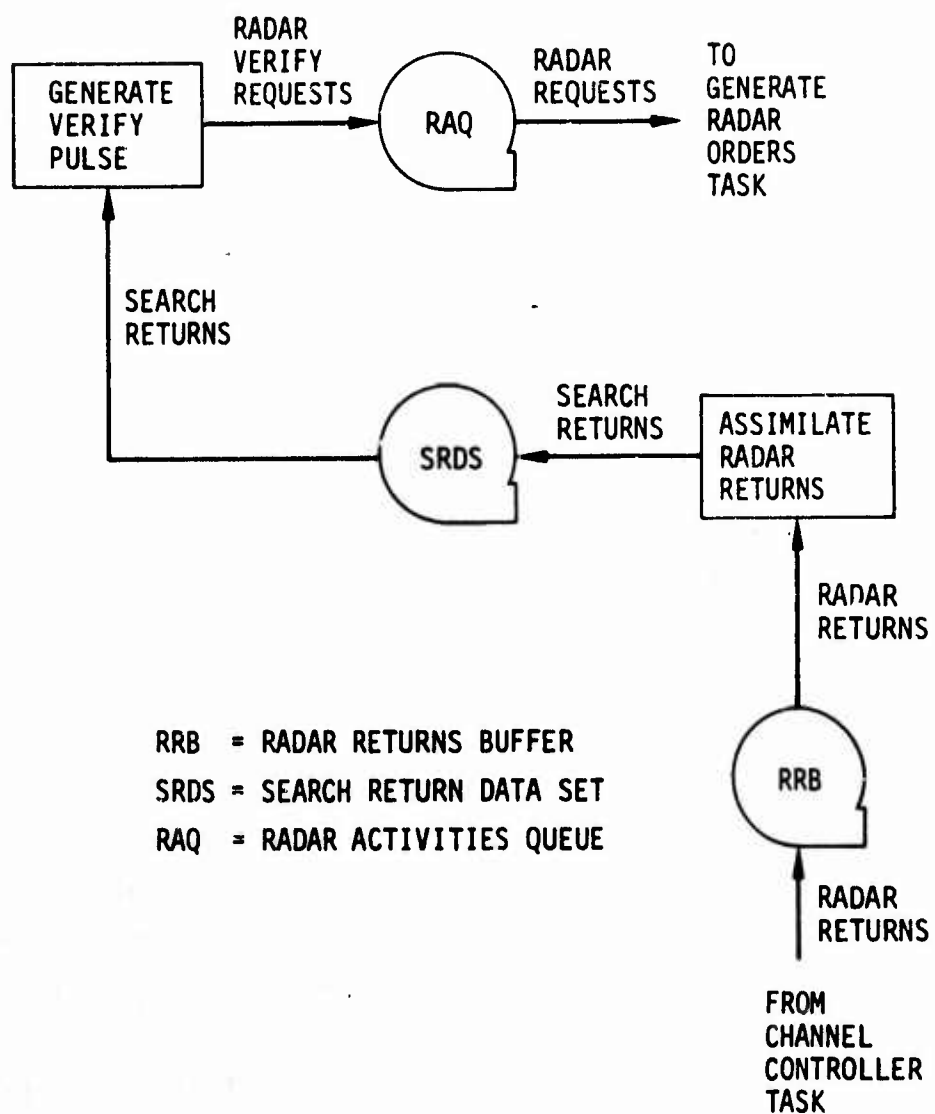 RADAR
VERIFY
REQUESTS
RADAR
REQUESTS
TO
GENERATE
RADAR
ORDERS
TASK
GENERATE
VERIFY
PULSE
RAQ
SEARCH
RETURNS
SEARCH
RETURNS
SRDS
ASSIMILATE
RADAR
RETURNS
RADAR
RETURNS
RRB = RADAR RETURNS BUFFER
SRDS = SEARCH RETURN DATA SET
RAQ = RADAR ACTIVITIES QUEUE
RRB
RADAR
RETURNS
FROM
CHANNEL
CONTROLLER
TASK